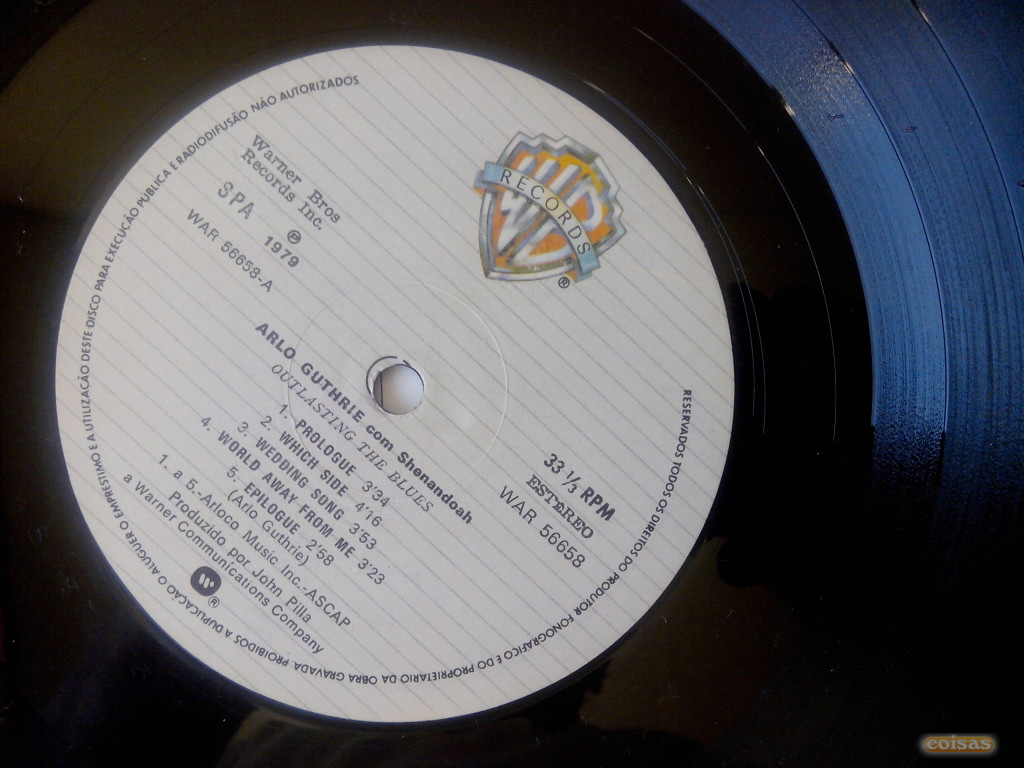 RESERVADOS TODOS OS DIREITOS DO PRODUTOR FONOGRAFICO E DO PROPRIETARIO DA OBRA GRAVADA. PROIBIDOS A DUPLICAÇÃO O ALUGUER O EMPRESTIMO E A UTILIZAÇÃO DESTE DISCO PARA EXECUÇÃO PUBLICA E RADIODIFUSÃO NÃO AUTORIZADOS
RECORDS
®
Warner Bros
Records Inc.
SPA ℗ 1979
WAR 56658-A
33 1/3 RPM
ESTEREO
WAR 56658
ARLO GUTHRIE com Shenandoah
OUTLASTING THE BLUES
1. PROLOGUE 3'34
2. WHICH SIDE 4'16
3. WEDDING SONG 3'53
4. WORLD AWAY FROM ME 3'23
5. EPILOGUE 2'58
(Arlo Guthrie)
1. a 5.-Arloco Music Inc.-ASCAP
Produzido por John Pilla
a Warner Communications Company
®
coisas